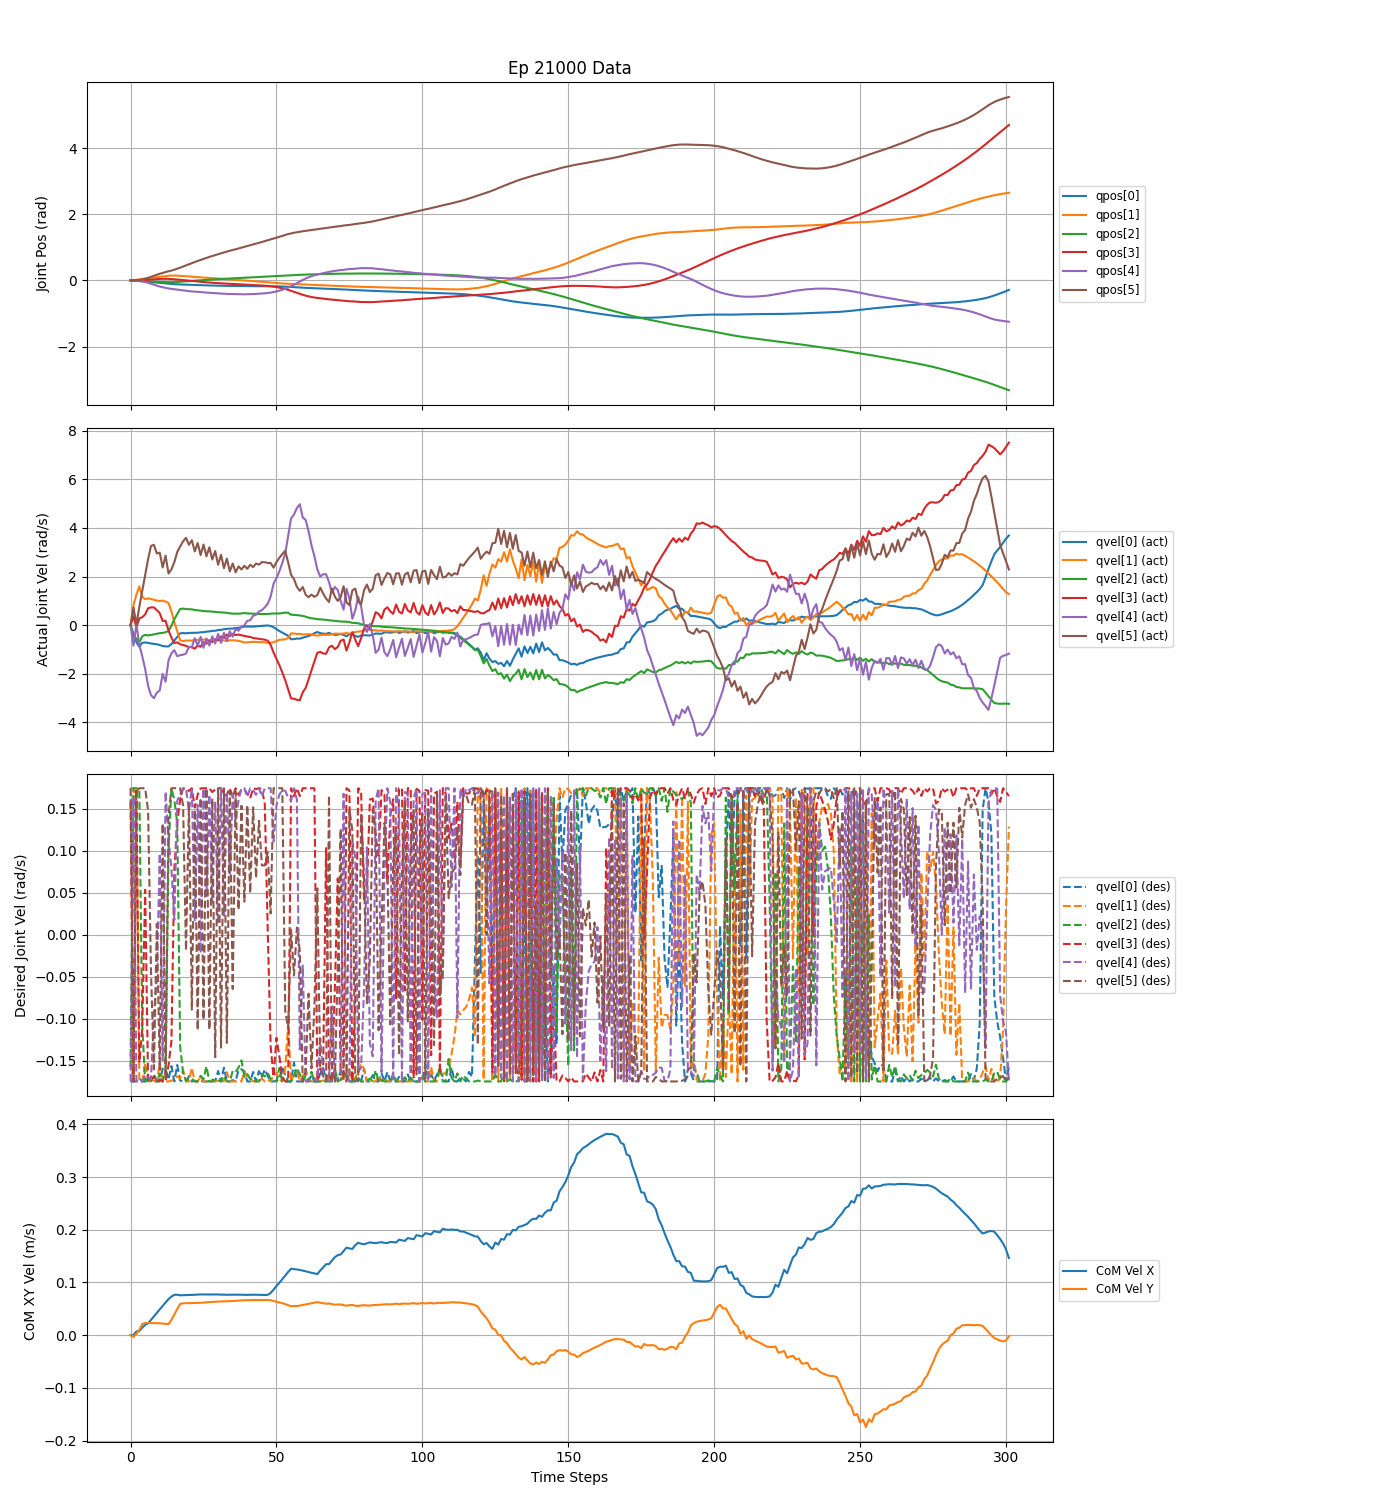 Ep 21000 Data
Joint Pos (rad)
4
2
0
−2
qpos[0]
qpos[1]
qpos[2]
qpos[3]
qpos[4]
qpos[5]
Actual Joint Vel (rad/s)
8
6
4
2
0
−2
−4
qvel[0] (act)
qvel[1] (act)
qvel[2] (act)
qvel[3] (act)
qvel[4] (act)
qvel[5] (act)
Desired Joint Vel (rad/s)
0.15
0.10
0.05
0.00
−0.05
−0.10
−0.15
qvel[0] (des)
qvel[1] (des)
qvel[2] (des)
qvel[3] (des)
qvel[4] (des)
qvel[5] (des)
CoM XY Vel (m/s)
0.4
0.3
0.2
0.1
0.0
−0.1
−0.2
CoM Vel X
CoM Vel Y
0 50 100 150 200 250 300
Time Steps